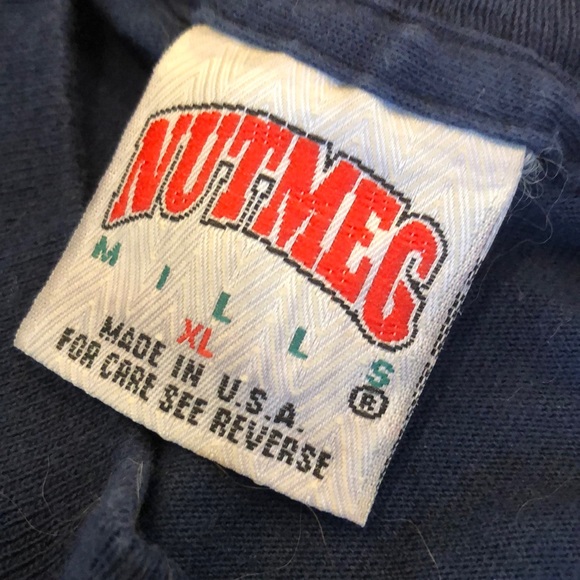 NUTMEG
MILLS®
XL
MADE IN U.S.A.
FOR CARE SEE REVERSE